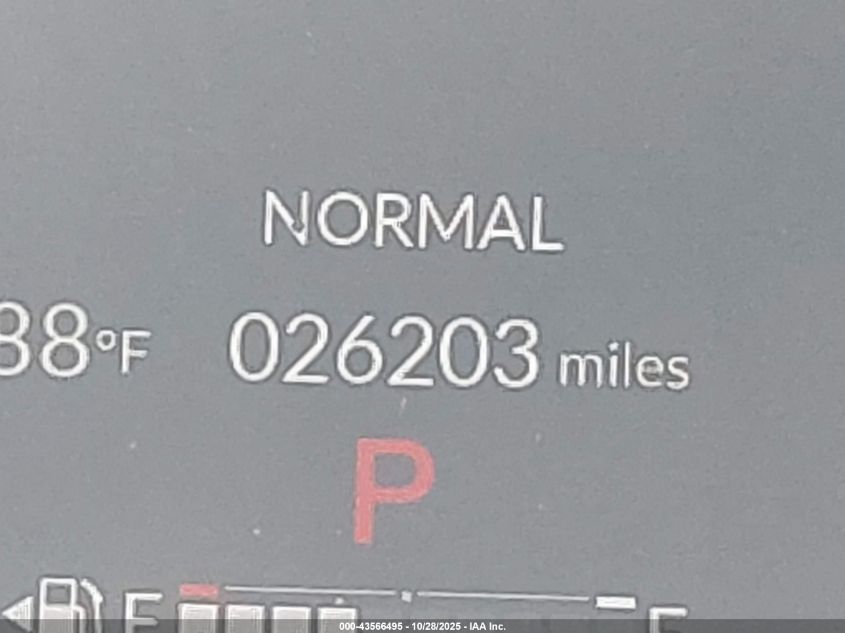 NORMAL
88°F 026203 miles
P
E F
000-43566495 - 10/28/2025 - IAA Inc.